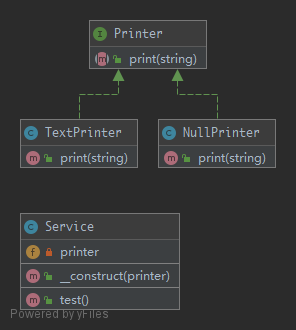 I Printer
m print(string)
C TextPrinter
m print(string)
C NullPrinter
m print(string)
C Service
f printer
m __construct(printer)
m test()
Powered by yFiles